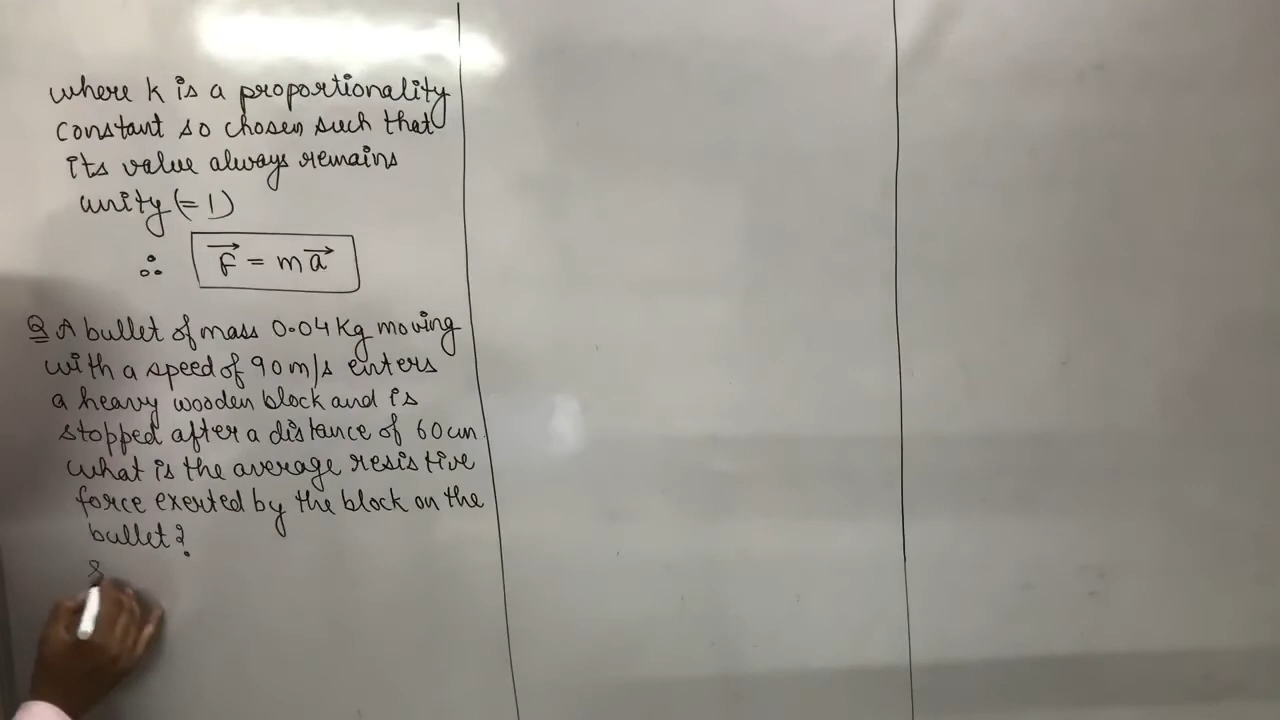 where K is a proportionality
constant so chosen such that
its value always remains
unity (= 1)
∴ F⃗ = ma⃗
Q A bullet of mass 0.04 Kg moving
with a speed of 90 m/s enters
a heavy wooden block and is
stopped after a distance of 60 cm.
what is the average resistive
force exerted by the block on the
bullet?